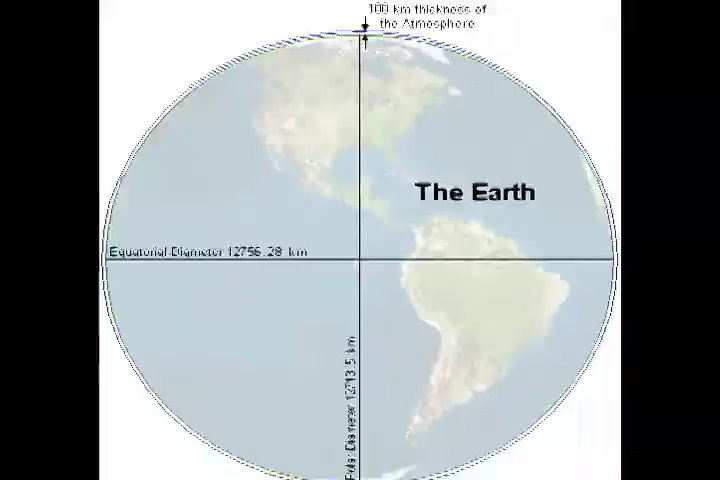 100 km thickness of
the Atmosphere
The Earth
Equatorial Diameter 12756.28 km
Polar Diameter 12713.5 km